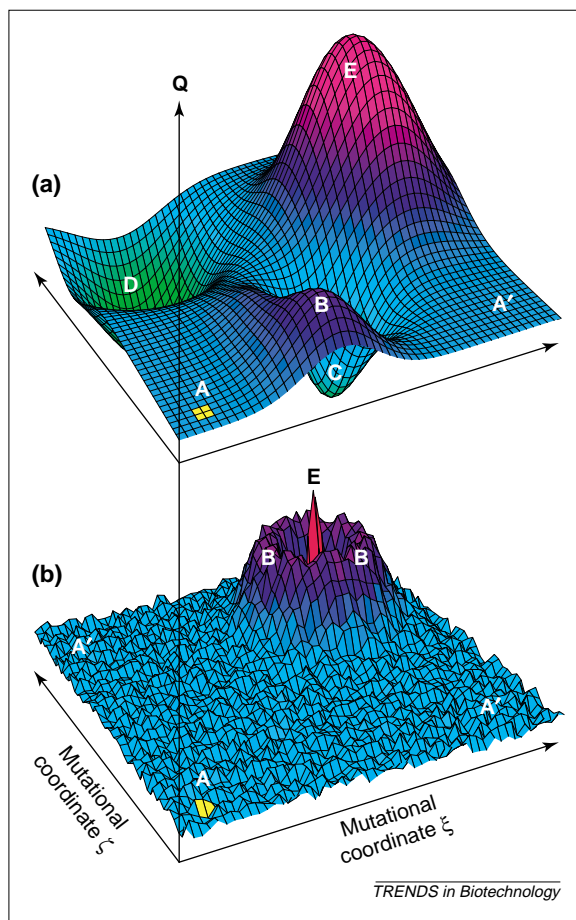 Q
E
(a)
D
B
A′
C
A
E
(b)
B
B
A′
A′
A
Mutational
coordinate ζ
Mutational
coordinate ξ
TRENDS in Biotechnology